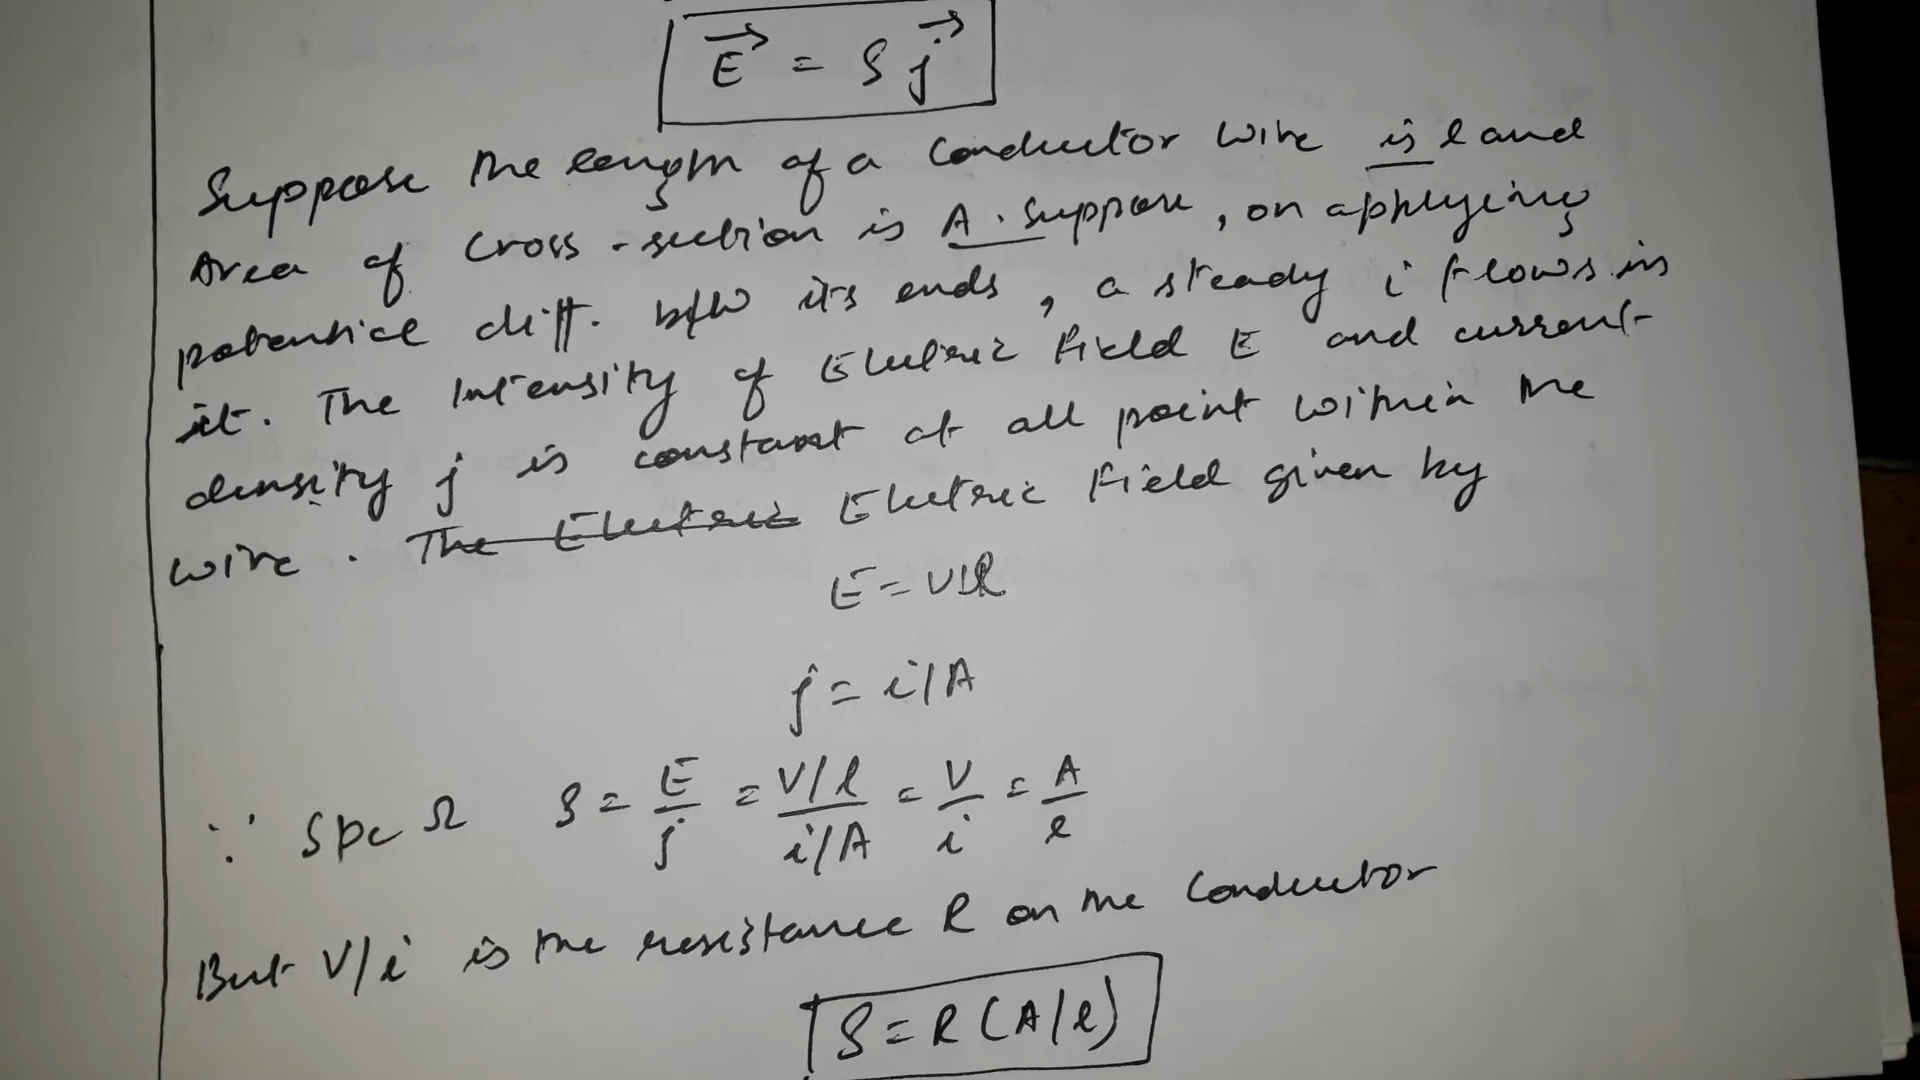 E⃗ = ρ j⃗
Suppose the length of a conductor wire is l and
Area of cross-section is A. Suppose, on applying
potential diff. b/w its ends, a steady i flows in
it. The Intensity of Electric field E and current
density j is constant at all point within the
wire. The Electric Electric field given by
E = V/l
j = i/A
∵ Spc Ω ρ = E/j = V/l / i/A = V/i = A/l
But V/i is the resistance R on the Conductor
ρ = R (A/l)